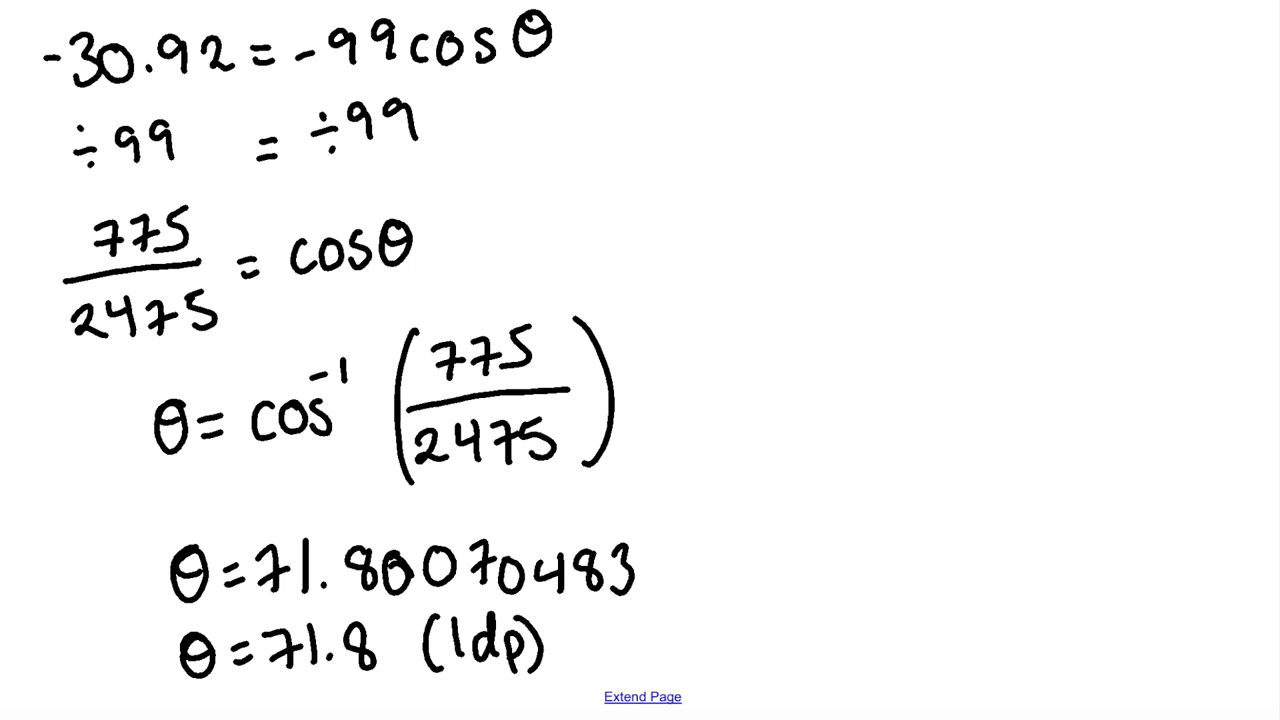 -30.92 = -99cosθ
÷99 = ÷99
775/2475 = cosθ
θ = cos⁻¹ (775/2475)
θ = 71.80070483
θ = 71.8 (1dp)
Extend Page